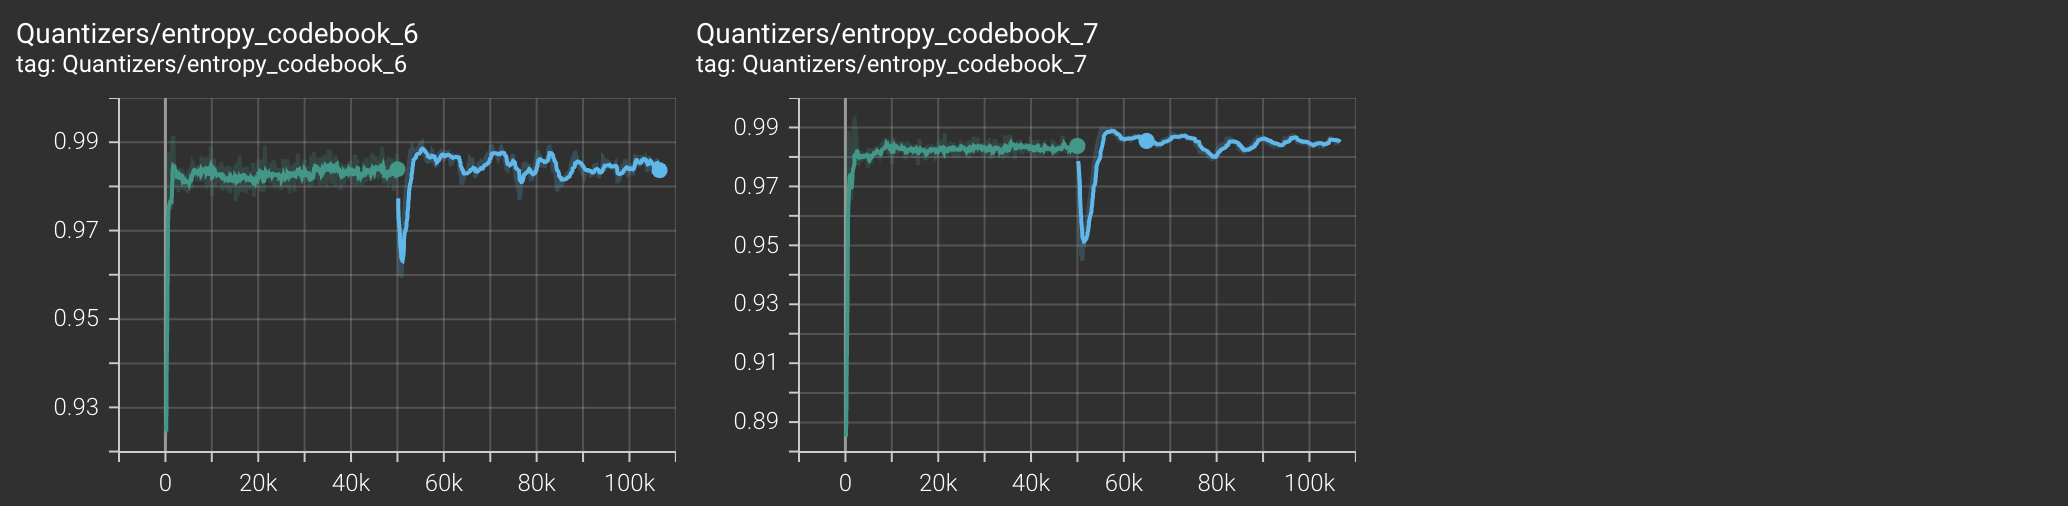 Quantizers/entropy_codebook_6
tag: Quantizers/entropy_codebook_6
0.99
0.97
0.95
0.93
0
20k
40k
60k
80k
100k
Quantizers/entropy_codebook_7
tag: Quantizers/entropy_codebook_7
0.99
0.97
0.95
0.93
0.91
0.89
0
20k
40k
60k
80k
100k